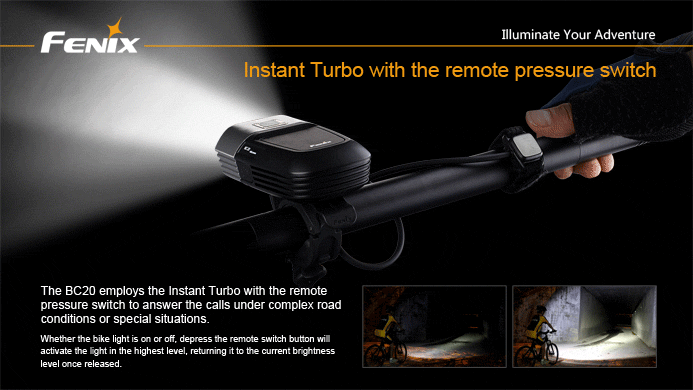 FENIX
Illuminate Your Adventure
Instant Turbo with the remote pressure switch
Fenix
The BC20 employs the Instant Turbo with the remote
pressure switch to answer the calls under complex road
conditions or special situations.
Whether the bike light is on or off, depress the remote switch button will
activate the light in the highest level, returning it to the current brightness
level once released.